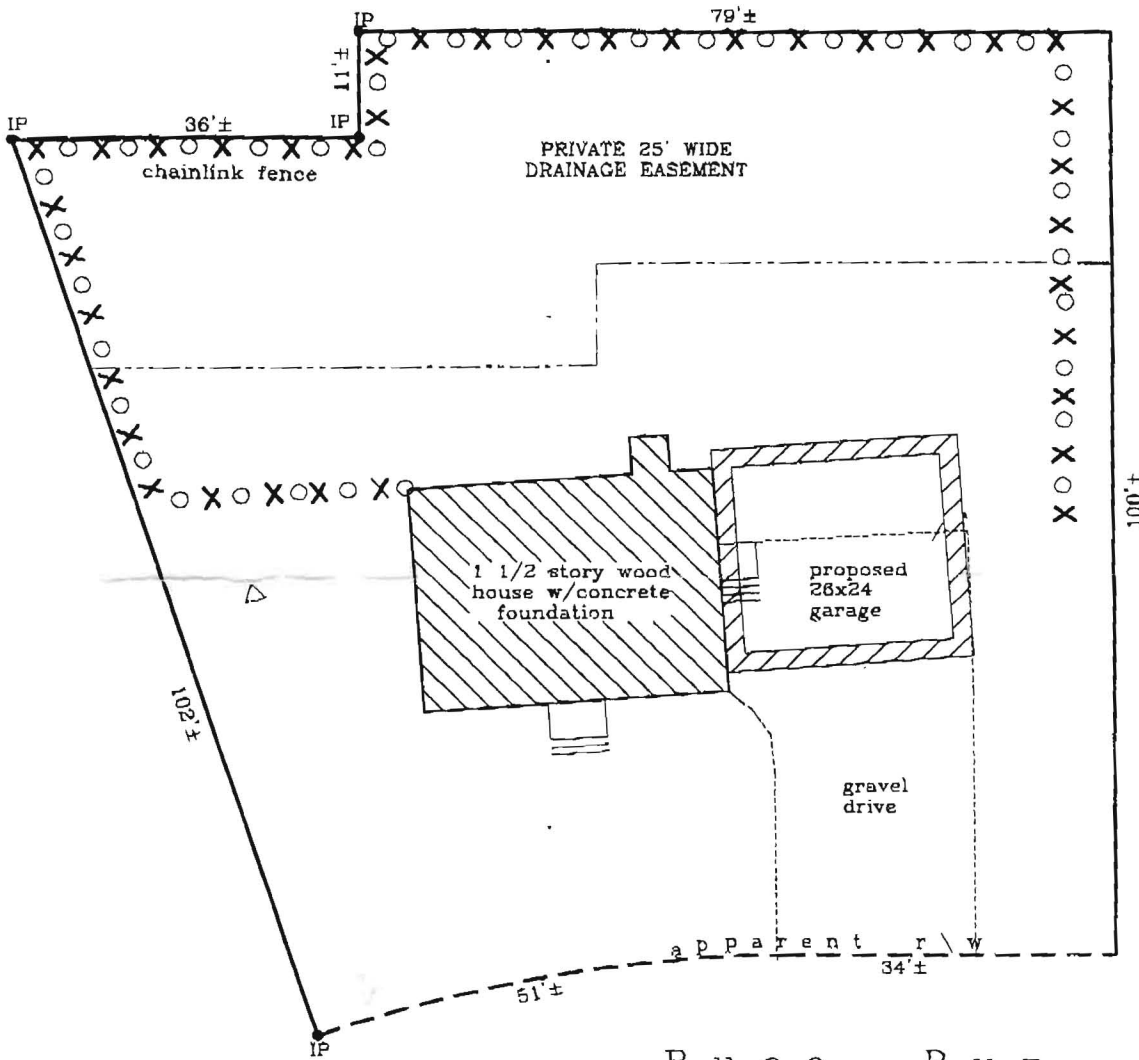 IP
79'±
11'±
IP
36'±
IP
chainlink fence
PRIVATE 25' WIDE
DRAINAGE EASEMENT
100'±
1 1/2 story wood
house w/concrete
foundation
proposed
26x24
garage
102'±
gravel
drive
apparent r\w
34'±
51'±
IP